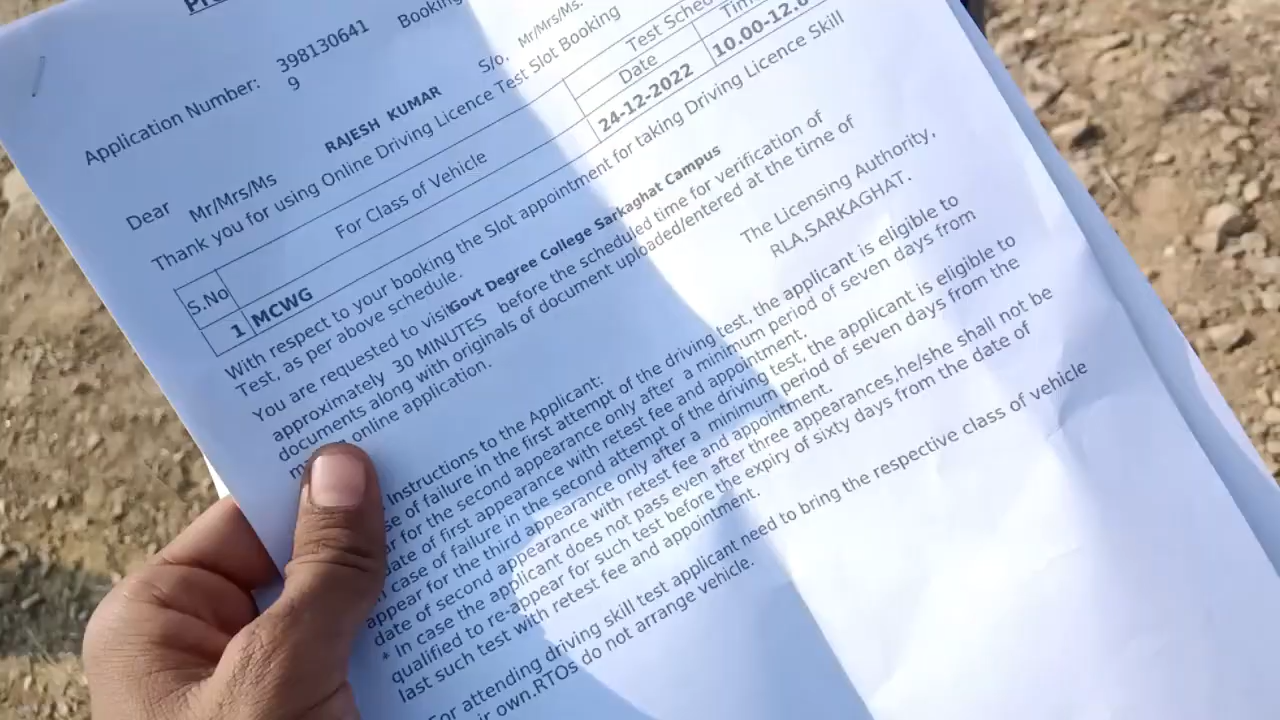 Application Number: 398130641 Booking
9
Dear Mr/Mrs/Ms RAJESH KUMAR S/o, Mr/Mrs/Ms.
Thank you for using Online Driving Licence Test Slot Booking
S.No For Class of Vehicle Test
Date
1 MCWG 24-12-2022 10.00-12.0
With respect to your booking the Slot appointment for taking Driving Licence Skill
Test, as per above schedule.
You are requested to visit Govt Degree College Sarkaghat Campus
approximately 30 MINUTES before the scheduled time for verification of
documents along with originals of document uploaded/entered at the time of
online application.
The Licensing Authority,
RLA,SARKAGHAT.
Instructions to the Applicant:
se of failure in the first attempt of the driving test, the applicant is eligible to
for the second appearance only after a minimum period of seven days from
date of first appearance with retest fee and appointment.
case of failure in the second attempt of the driving test, the applicant is eligible to
appear for the third appearance only after a minimum period of seven days from the
date of second appearance with retest fee and appointment.
* In case the applicant does not pass even after three appearances,he/she shall not be
qualified to re-appear for such test before the expiry of sixty days from the date of
last such test with retest fee and appointment.
For attending driving skill test applicant need to bring the respective class of vehicle
own.RTOs do not arrange vehicle.